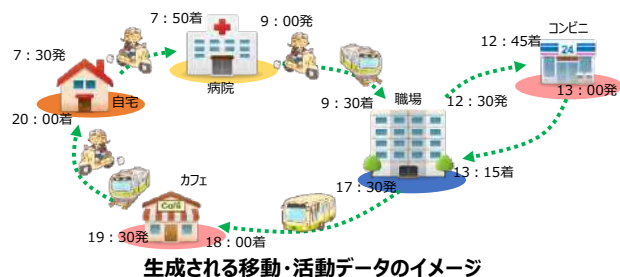 7：30発
自宅
20：00着
7：50着
病院
9：00発
9：30着
職場
12：30発
12：45着
コンビニ
24
13：00発
13：15着
17：30発
18：00着
カフェ
Café
19：30発
生成される移動・活動データのイメージ